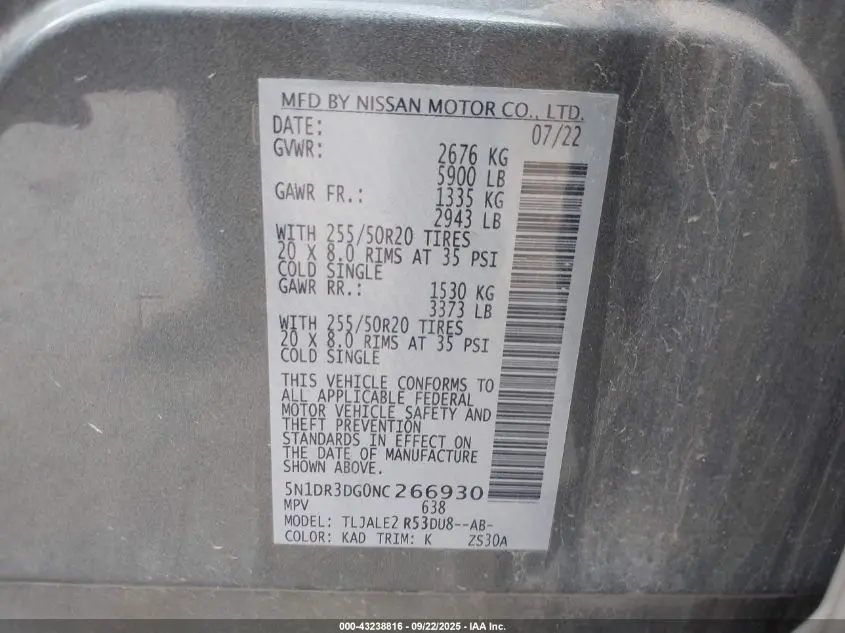 MFD BY NISSAN MOTOR CO., LTD.
DATE: 07/22
GVWR: 2676 KG
5900 LB
GAWR FR.: 1335 KG
2943 LB
WITH 255/50R20 TIRES
20 X 8.0 RIMS AT 35 PSI
COLD SINGLE
GAWR RR.: 1530 KG
3373 LB
WITH 255/50R20 TIRES
20 X 8.0 RIMS AT 35 PSI
COLD SINGLE
THIS VEHICLE CONFORMS TO
ALL APPLICABLE FEDERAL
MOTOR VEHICLE SAFETY AND
THEFT PREVENTION
STANDARDS IN EFFECT ON
THE DATE OF MANUFACTURE
SHOWN ABOVE.
5N1DR3DG0NC266930
MPV 638
MODEL: TLJALE2 R53DU8--AB-
COLOR: KAD TRIM: K ZS30A
000-43238816 - 09/22/2025 - IAA Inc.